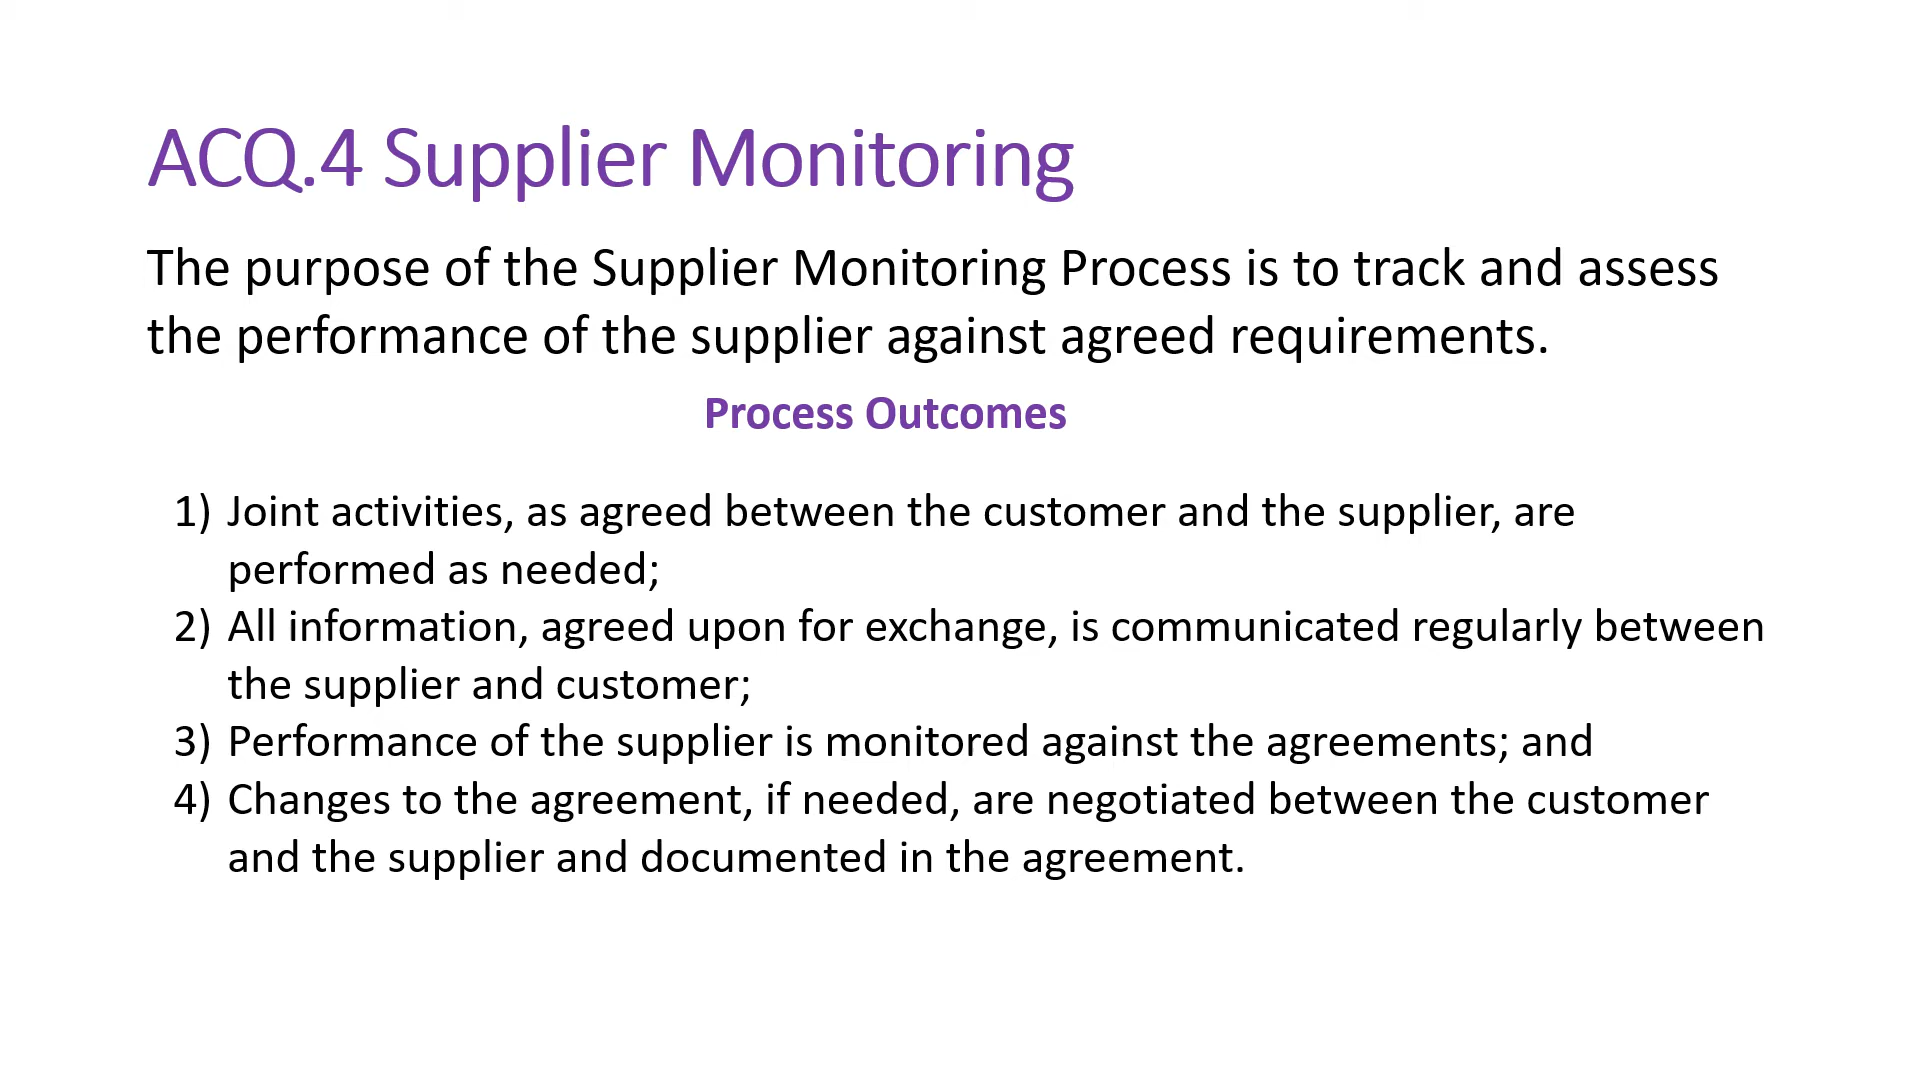 ACQ.4 Supplier Monitoring
The purpose of the Supplier Monitoring Process is to track and assess
the performance of the supplier against agreed requirements.
Process Outcomes
1) Joint activities, as agreed between the customer and the supplier, are
performed as needed;
2) All information, agreed upon for exchange, is communicated regularly between
the supplier and customer;
3) Performance of the supplier is monitored against the agreements; and
4) Changes to the agreement, if needed, are negotiated between the customer
and the supplier and documented in the agreement.